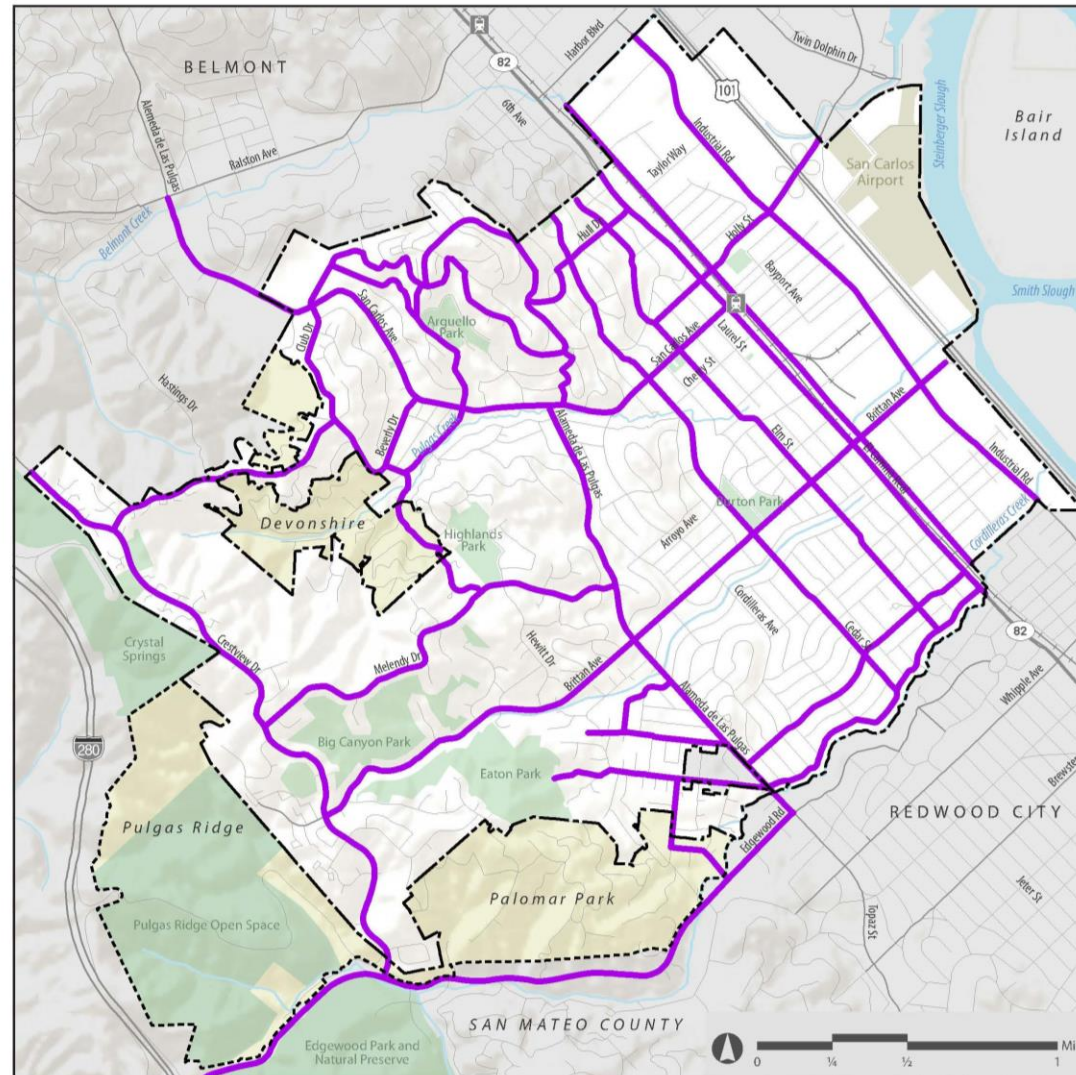 Harbor Blvd
Twin Dolphin Dr
BELMONT
82
101
6th Ave
Steinberger Slough
Bair
Island
Alemeda de Las Pulgas
Ralston Ave
Industrial Rd
Taylor Way
San Carlos
Airport
Belmont Creek
Hull Dr
Holly St
Bayport Ave
Smith Slough
San Carlos Ave
Arguello
Park
Club Dr
San Carlos Ave
Laurel St
Cherry St
Hastings Dr
Beverly Dr
Pulgas Creek
Alameda de Las Pulgas
Elm St
Brittan Ave
El Camino Real
Industrial Rd
Cordilleras Creek
Devonshire
Highlands
Park
Arroyo Ave
Burton Park
Crystal
Springs
Crestview Dr
Melendy Dr
Hewitt Dr
Brittan Ave
Cordilleras Ave
Cedar St
82
Whipple Ave
280
Big Canyon Park
Eaton Park
Alameda de Las Pulgas
Brewster
REDWOOD CITY
Pulgas Ridge
Edgewood Rd
Palomar Park
Jeter St
Topaz St
Pulgas Ridge Open Space
SAN MATEO COUNTY
Edgewood Park and
Natural Preserve
0 ¼ ½ 1 Mi